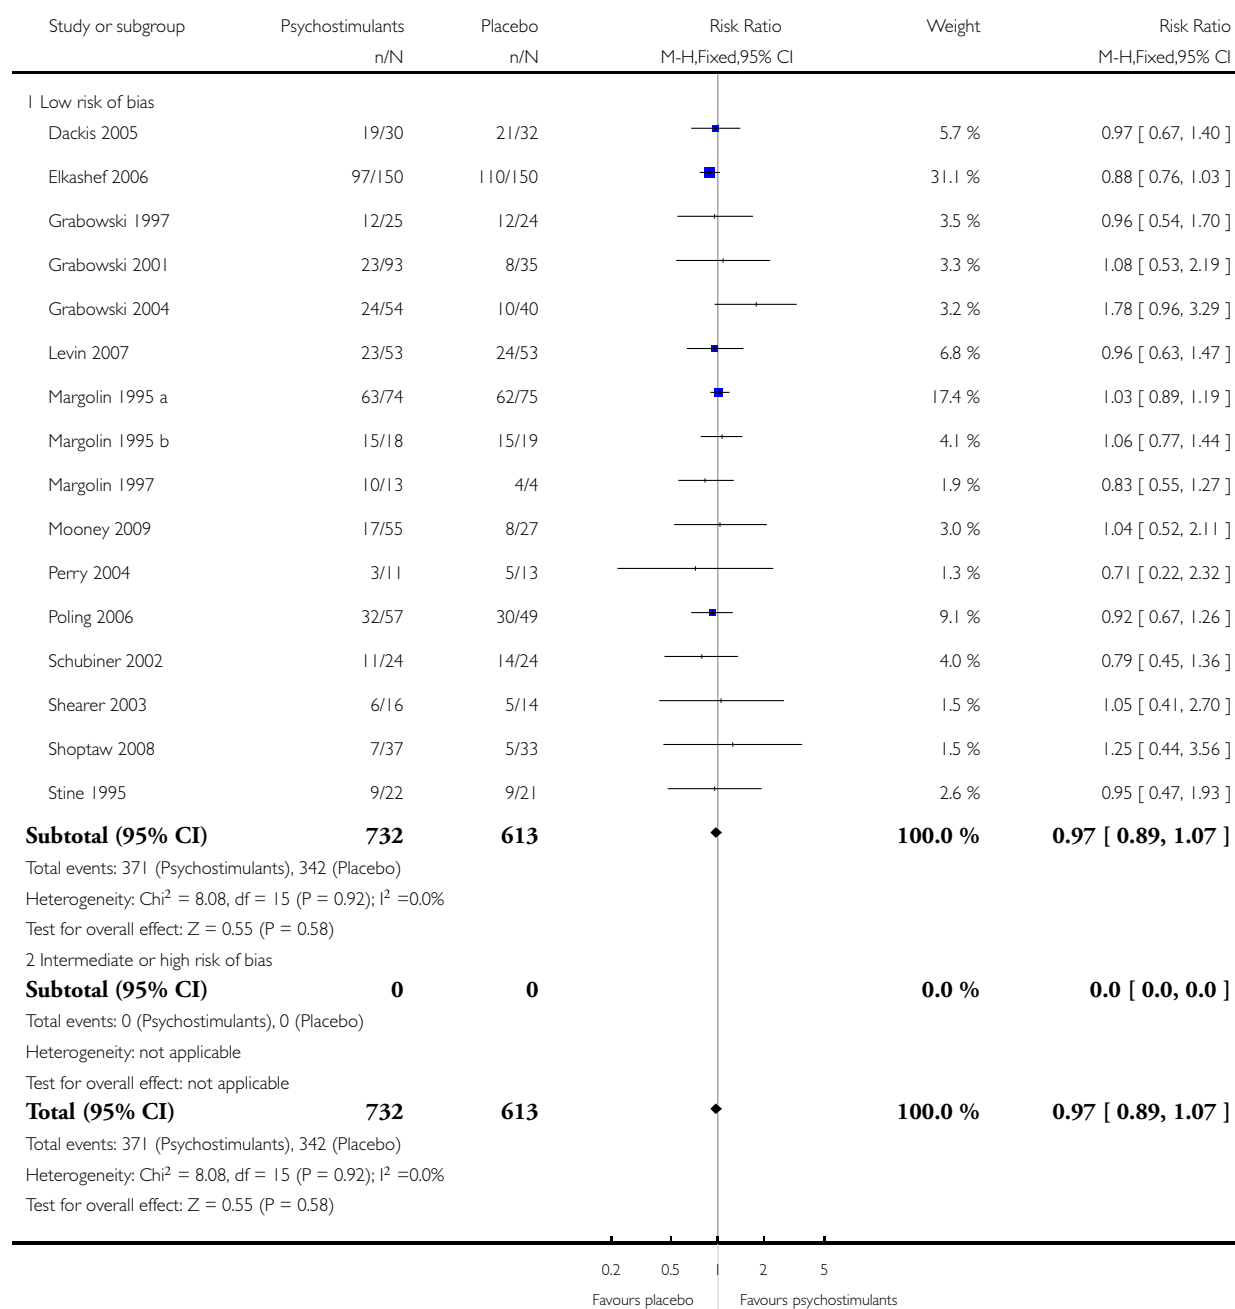 Study or subgroup Psychostimulants Placebo Risk Ratio Weight Risk Ratio
n/N n/N M-H,Fixed,95% CI M-H,Fixed,95% CI
1 Low risk of bias
Dackis 2005 19/30 21/32 5.7 % 0.97 [ 0.67, 1.40 ]
Elkashef 2006 97/150 110/150 31.1 % 0.88 [ 0.76, 1.03 ]
Grabowski 1997 12/25 12/24 3.5 % 0.96 [ 0.54, 1.70 ]
Grabowski 2001 23/93 8/35 3.3 % 1.08 [ 0.53, 2.19 ]
Grabowski 2004 24/54 10/40 3.2 % 1.78 [ 0.96, 3.29 ]
Levin 2007 23/53 24/53 6.8 % 0.96 [ 0.63, 1.47 ]
Margolin 1995 a 63/74 62/75 17.4 % 1.03 [ 0.89, 1.19 ]
Margolin 1995 b 15/18 15/19 4.1 % 1.06 [ 0.77, 1.44 ]
Margolin 1997 10/13 4/4 1.9 % 0.83 [ 0.55, 1.27 ]
Mooney 2009 17/55 8/27 3.0 % 1.04 [ 0.52, 2.11 ]
Perry 2004 3/11 5/13 1.3 % 0.71 [ 0.22, 2.32 ]
Poling 2006 32/57 30/49 9.1 % 0.92 [ 0.67, 1.26 ]
Schubiner 2002 11/24 14/24 4.0 % 0.79 [ 0.45, 1.36 ]
Shearer 2003 6/16 5/14 1.5 % 1.05 [ 0.41, 2.70 ]
Shoptaw 2008 7/37 5/33 1.5 % 1.25 [ 0.44, 3.56 ]
Stine 1995 9/22 9/21 2.6 % 0.95 [ 0.47, 1.93 ]
Subtotal (95% CI) 732 613 100.0 % 0.97 [ 0.89, 1.07 ]
Total events: 371 (Psychostimulants), 342 (Placebo)
Heterogeneity: Chi² = 8.08, df = 15 (P = 0.92); I² =0.0%
Test for overall effect: Z = 0.55 (P = 0.58)
2 Intermediate or high risk of bias
Subtotal (95% CI) 0 0 0.0 % 0.0 [ 0.0, 0.0 ]
Total events: 0 (Psychostimulants), 0 (Placebo)
Heterogeneity: not applicable
Test for overall effect: not applicable
Total (95% CI) 732 613 100.0 % 0.97 [ 0.89, 1.07 ]
Total events: 371 (Psychostimulants), 342 (Placebo)
Heterogeneity: Chi² = 8.08, df = 15 (P = 0.92); I² =0.0%
Test for overall effect: Z = 0.55 (P = 0.58)
0.2 0.5 1 2 5
Favours placebo Favours psychostimulants